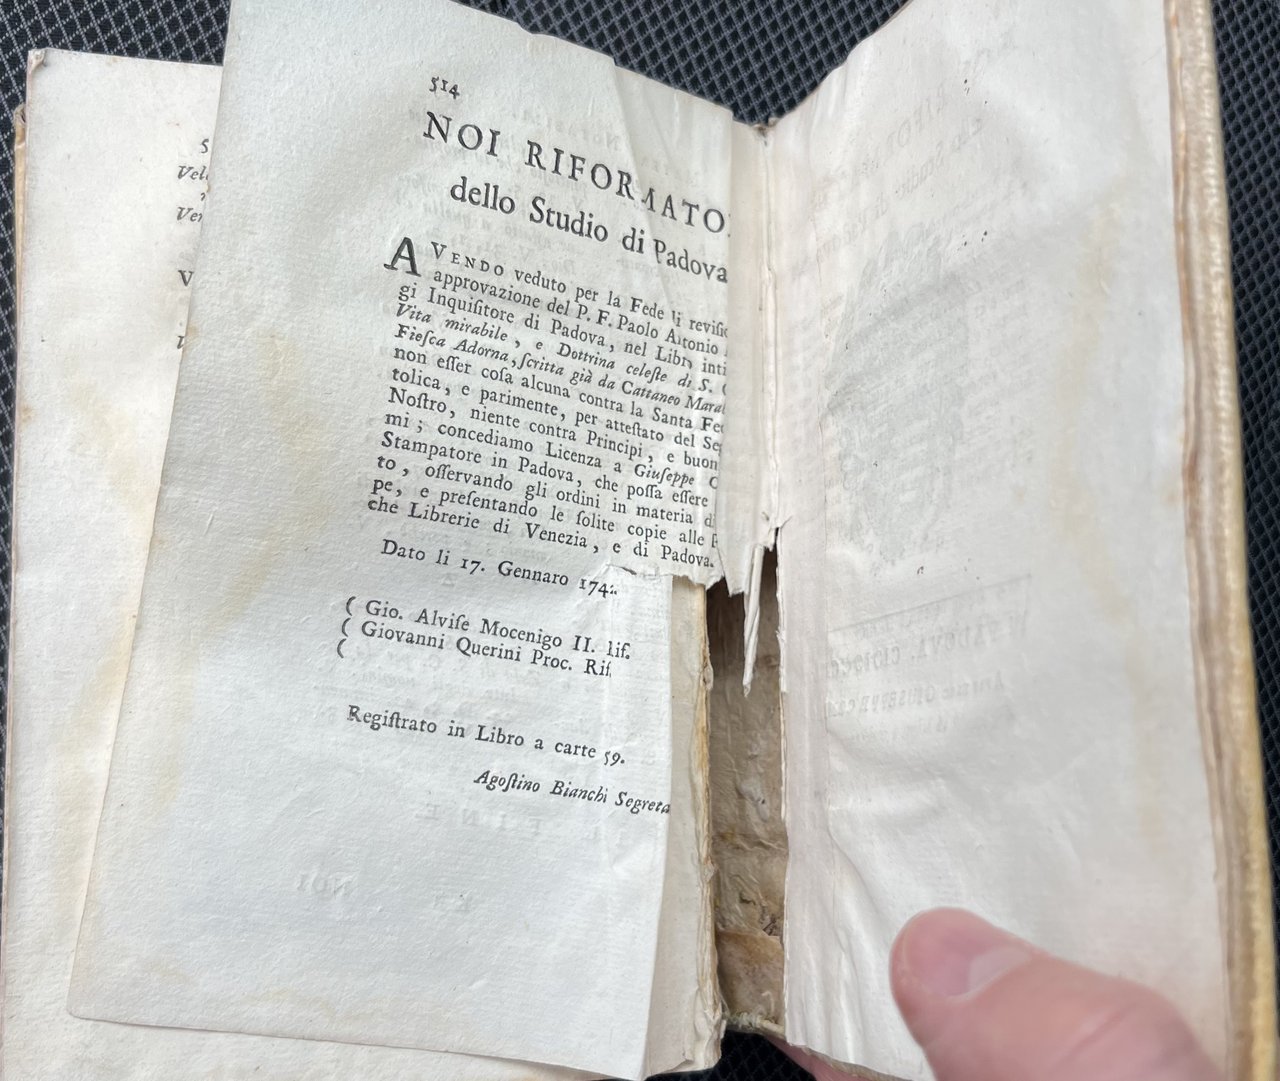 514
NOI RIFORMATO
dello Studio di Padova
AVENDO veduto per la Fede
approvazione del P. F. Paolo
gi Inquiſitore di Padova, nel
Vita mirabile, e Dottrina celeſte di S.
Fieſca Adorna, ſcritta già da Cattaneo
non eſſer coſa alcuna contra la Santa
tolica, e parimente, per atteſtato del
Noſtro, niente contra Principi, e buon
mi; concediamo Licenza a Giuſeppe
Stampatore in Padova, che poſſa eſſere
to, oſſervando gli ordini in materia
pe, e preſentando le ſolite copie alle
che Librerie di Venezia, e di Padova.
Dato li 17. Gennaro
( Gio. Alviſe Mocenigo II.
( Giovanni Querini Proc.
(
Regiſtrato in Libro a carte 59.
Agoſtino Bianchi Segreta